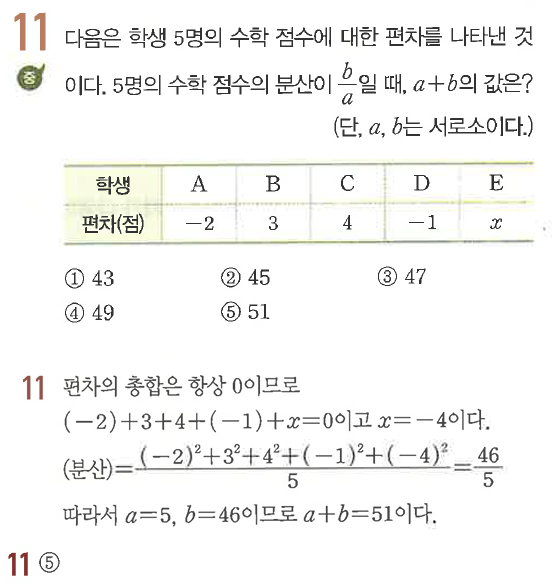 11 다음은 학생 5명의 수학 점수에 대한 편차를 나타낸 것
중 이다. 5명의 수학 점수의 분산이 b/a일 때, a+b의 값은?
(단, a, b는 서로소이다.)
학생 A B C D E
편차(점) −2 3 4 −1 x
① 43 ② 45 ③ 47
④ 49 ⑤ 51
11 편차의 총합은 항상 0이므로
(−2)+3+4+(−1)+x=0이고 x=−4이다.
(분산)=((−2)²+3²+4²+(−1)²+(−4)²)/5=46/5
따라서 a=5, b=46이므로 a+b=51이다.
11 ⑤